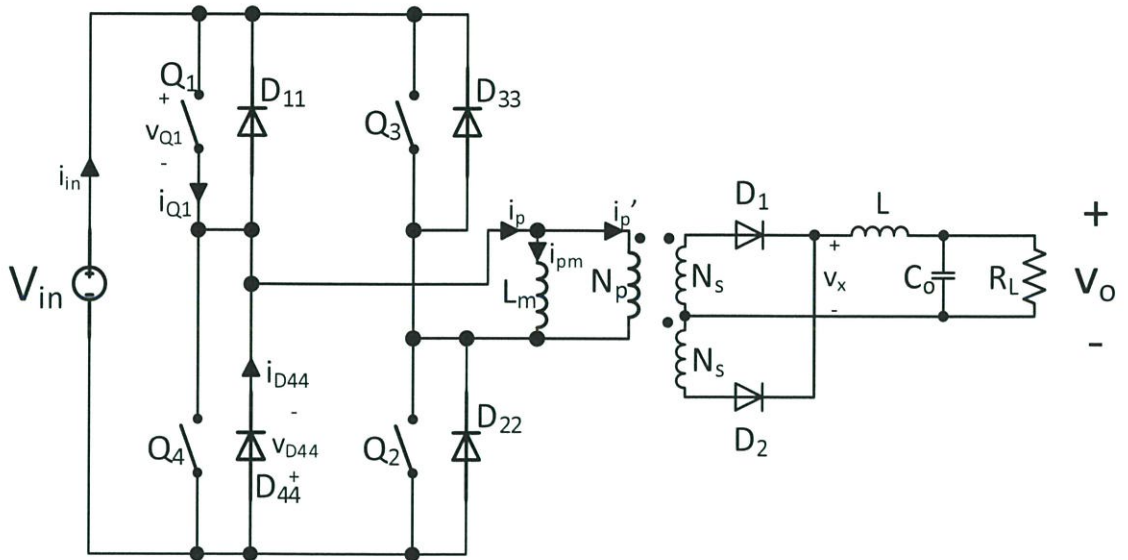 Q1
+
vQ1
-
iQ1
D11
Q3
D33
iin
Vin
+
-
ip
ip'
ipm
Lm
Np
Ns
Ns
D1
D2
+
vx
-
L
Co
RL
+
vo
-
iD44
-
vD44
+
D44
Q4
Q2
D22